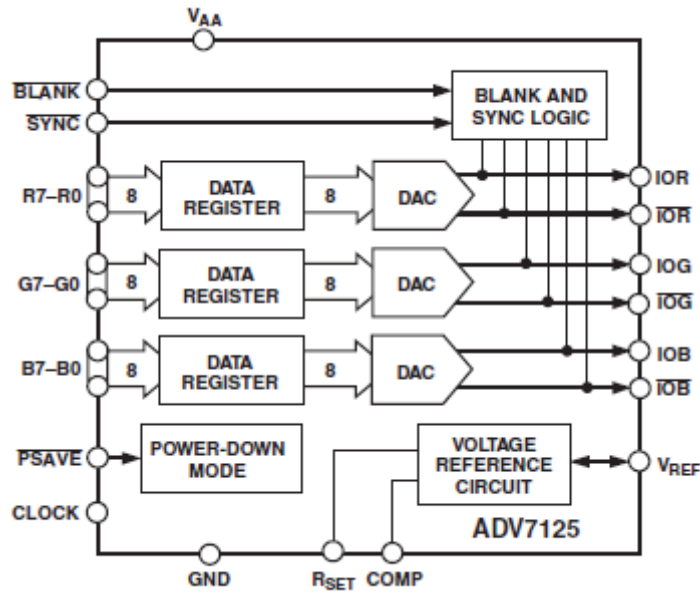 VAA
BLANK
SYNC
BLANK AND
SYNC LOGIC
R7–R0
8
DATA
REGISTER
8
DAC
IOR
IOR
G7–G0
8
DATA
REGISTER
8
DAC
IOG
IOG
B7–B0
8
DATA
REGISTER
8
DAC
IOB
IOB
PSAVE
POWER-DOWN
MODE
VOLTAGE
REFERENCE
CIRCUIT
VREF
CLOCK
ADV7125
GND
RSET
COMP